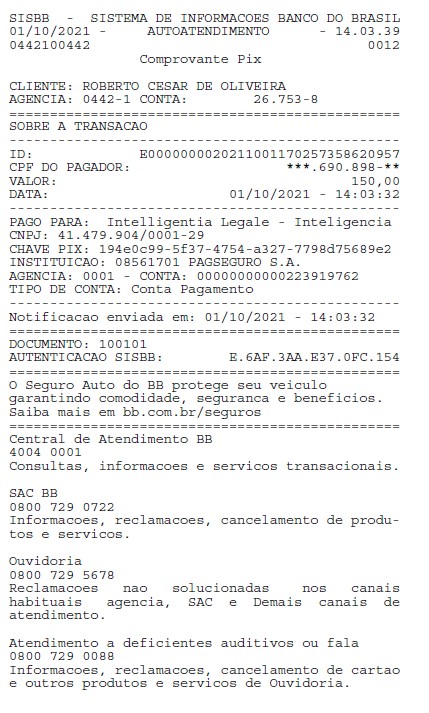 SISBB - SISTEMA DE INFORMACOES BANCO DO BRASIL
01/10/2021 - AUTOATENDIMENTO - 14.03.39
0442100442 0012
Comprovante Pix
CLIENTE: ROBERTO CESAR DE OLIVEIRA
AGENCIA: 0442-1 CONTA: 26.753-8
================================================
SOBRE A TRANSACAO
------------------------------------------------
ID: E0000000020211001170257358620957
CPF DO PAGADOR: ***.690.898-**
VALOR: 150,00
DATA: 01/10/2021 - 14:03:32
------------------------------------------------
PAGO PARA: Intelligentia Legale - Inteligencia
CNPJ: 41.479.904/0001-29
CHAVE PIX: 194e0c99-5f37-4754-a327-7798d75689e2
INSTITUICAO: 08561701 PAGSEGURO S.A.
AGENCIA: 0001 - CONTA: 00000000000223919762
TIPO DE CONTA: Conta Pagamento
------------------------------------------------
Notificacao enviada em: 01/10/2021 - 14:03:32
================================================
DOCUMENTO: 100101
AUTENTICACAO SISBB: E.6AF.3AA.E37.0FC.154
================================================
O Seguro Auto do BB protege seu veiculo
garantindo comodidade, seguranca e beneficios.
Saiba mais em bb.com.br/seguros
================================================
Central de Atendimento BB
4004 0001
Consultas, informacoes e servicos transacionais.
SAC BB
0800 729 0722
Informacoes, reclamacoes, cancelamento de produ-
tos e servicos.
Ouvidoria
0800 729 5678
Reclamacoes nao solucionadas nos canais
habituais agencia, SAC e Demais canais de
atendimento.
Atendimento a deficientes auditivos ou fala
0800 729 0088
Informacoes, reclamacoes, cancelamento de cartao
e outros produtos e servicos de Ouvidoria.